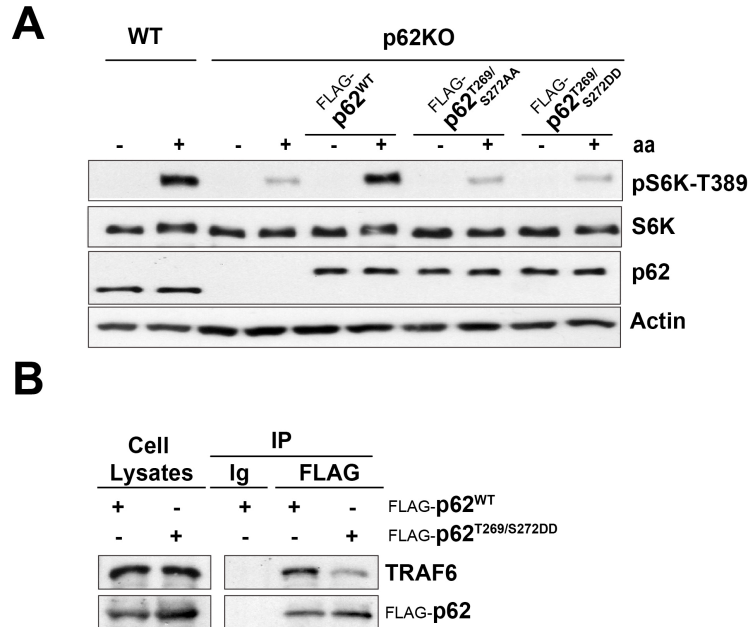 A
WT p62KO
FLAG-p62WT FLAG-p62T269/S272AA FLAG-p62T269/S272DD
- + - + - + - + - + aa
pS6K-T389
S6K
p62
Actin
B
Cell Lysates IP
Ig FLAG
+ - + + - FLAG-p62WT
- + - - + FLAG-p62T269/S272DD
TRAF6
FLAG-p62